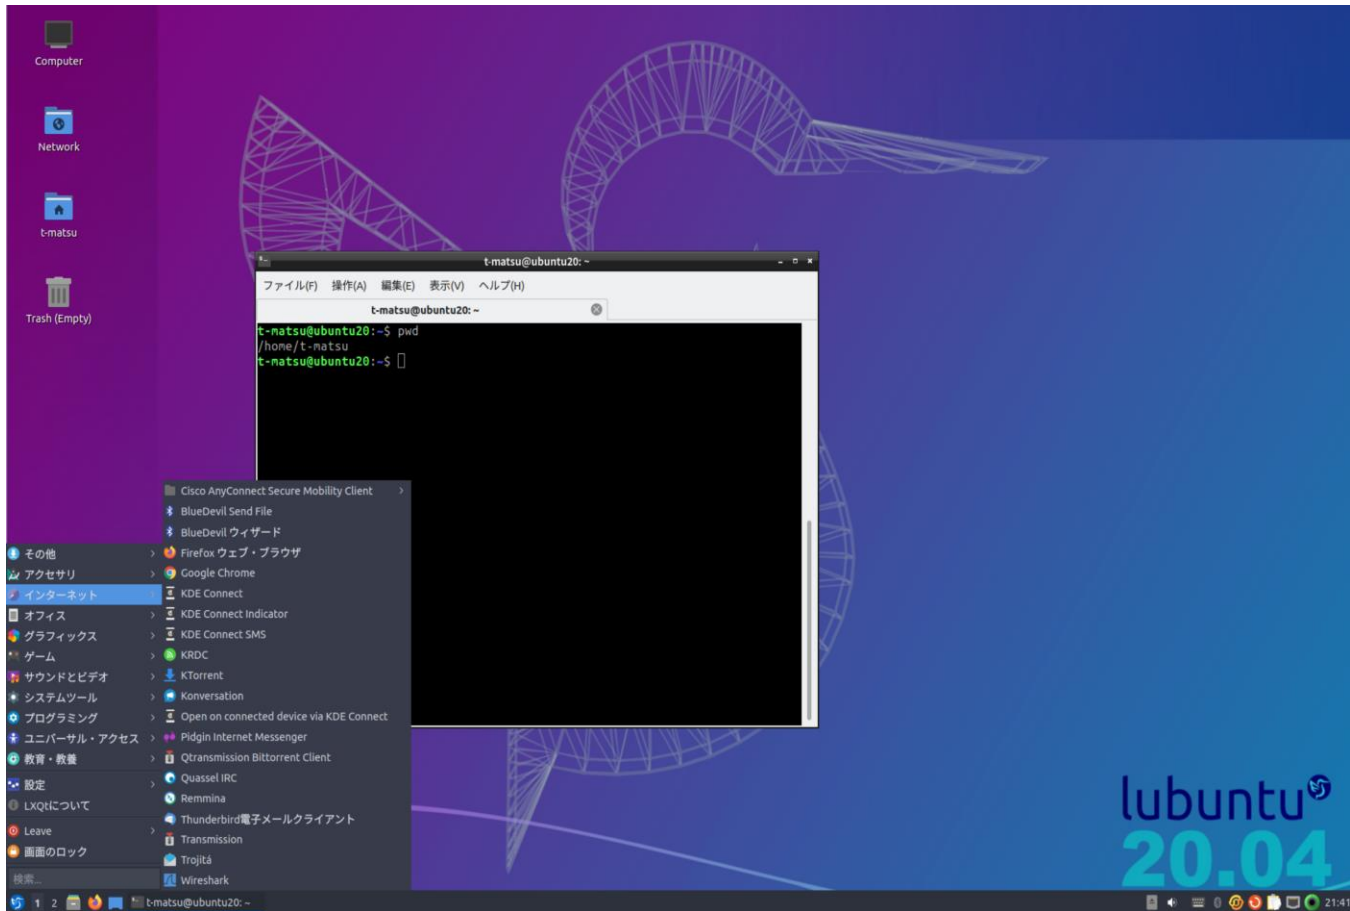 Computer
Network
t-matsu
Trash (Empty)
t-matsu@ubuntu20: ~
ファイル(F) 操作(A) 編集(E) 表示(V) ヘルプ(H)
t-matsu@ubuntu20: ~
t-matsu@ubuntu20:~$ pwd
/home/t-matsu
t-matsu@ubuntu20:~$
その他
アクセサリ
インターネット
オフィス
グラフィックス
ゲーム
サウンドとビデオ
システムツール
プログラミング
ユニバーサル・アクセス
教育・教養
設定
LXQtについて
Leave
画面のロック
検索...
Cisco AnyConnect Secure Mobility Client
BlueDevil Send File
BlueDevil ウィザード
Firefox ウェブ・ブラウザ
Google Chrome
KDE Connect
KDE Connect Indicator
KDE Connect SMS
KRDC
KTorrent
Konversation
Open on connected device via KDE Connect
Pidgin Internet Messenger
Qtransmission Bittorrent Client
Quassel IRC
Remmina
Thunderbird電子メールクライアント
Transmission
Trojitá
Wireshark
lubuntu
20.04
1 2 t-matsu@ubuntu20: ~ 21:41